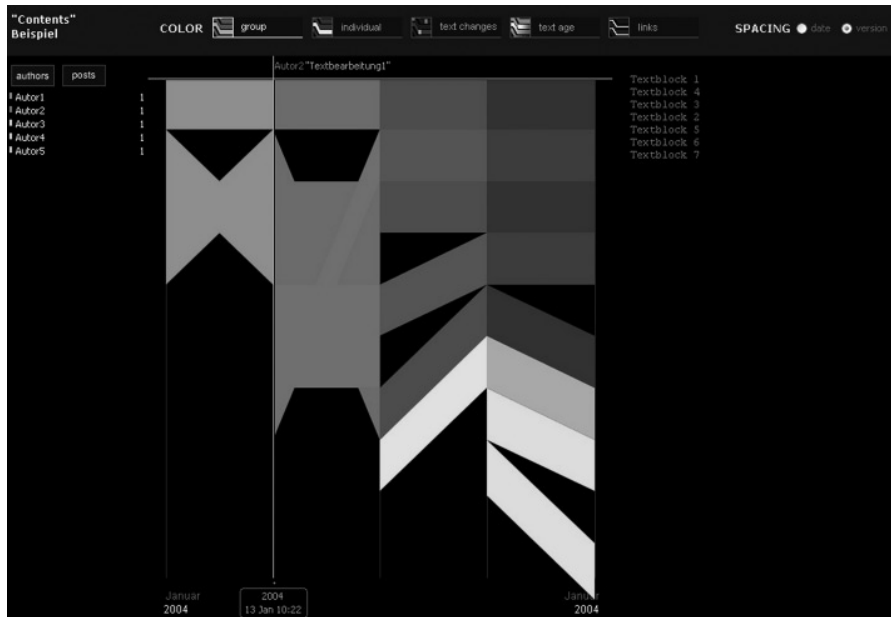 "Contents"
Beispiel
COLOR group individual text changes text age links SPACING date version
authors posts
Autor1 1
Autor2 1
Autor3 1
Autor4 1
Autor5 1
Autor2 "Textbearbeitung1"
Textblock 1
Textblock 4
Textblock 3
Textblock 2
Textblock 5
Textblock 6
Textblock 7
Januar
2004
2004
13 Jan 10:22
Januar
2004